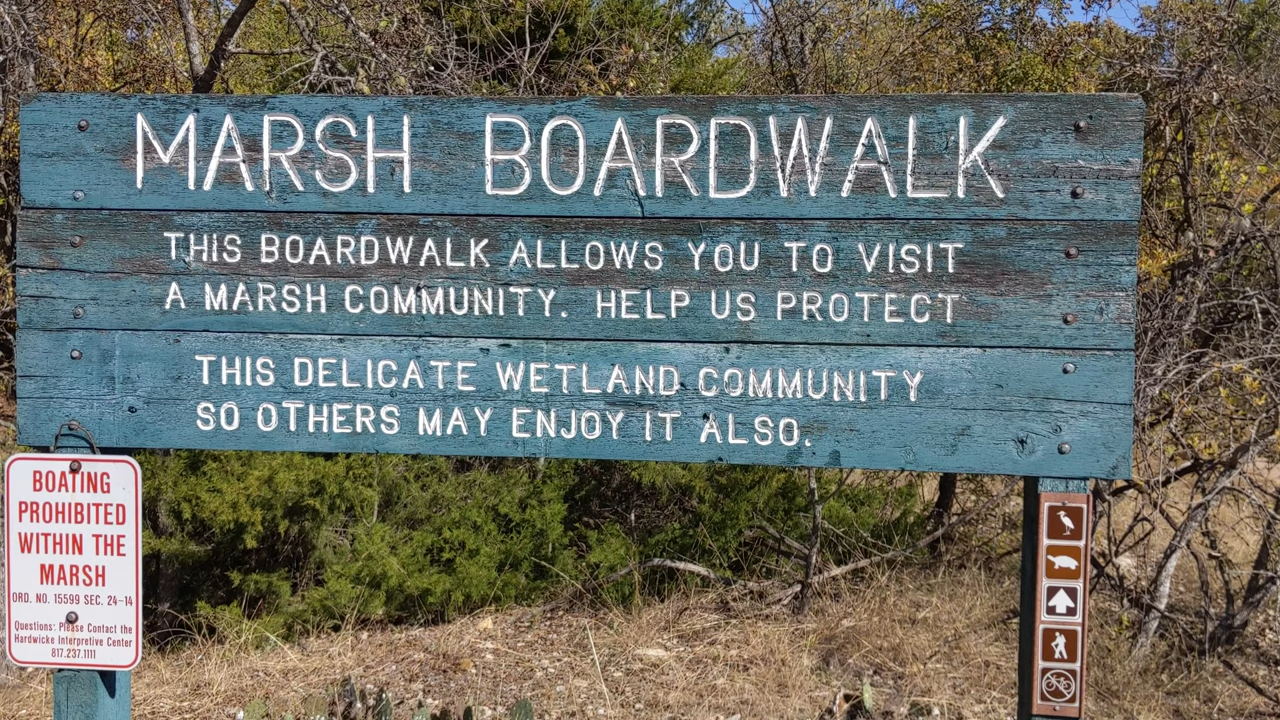 MARSH BOARDWALK
THIS BOARDWALK ALLOWS YOU TO VISIT
A MARSH COMMUNITY. HELP US PROTECT
THIS DELICATE WETLAND COMMUNITY
SO OTHERS MAY ENJOY IT ALSO.
BOATING
PROHIBITED
WITHIN THE
MARSH
ORD. NO. 15599 SEC. 24-14
Questions: Please Contact the
Hardwicke Interpretive Center
817.237.1111